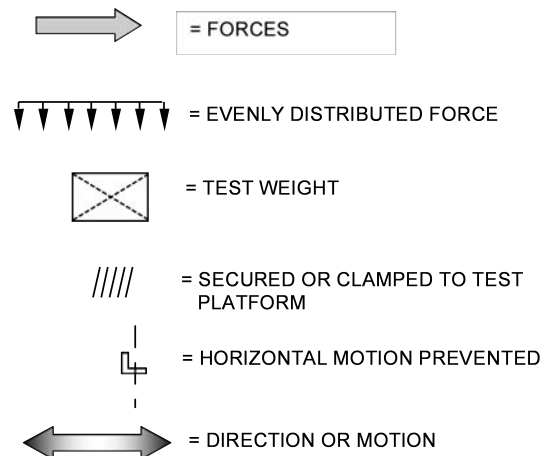 = FORCES
= EVENLY DISTRIBUTED FORCE
= TEST WEIGHT
= SECURED OR CLAMPED TO TEST
PLATFORM
= HORIZONTAL MOTION PREVENTED
= DIRECTION OR MOTION